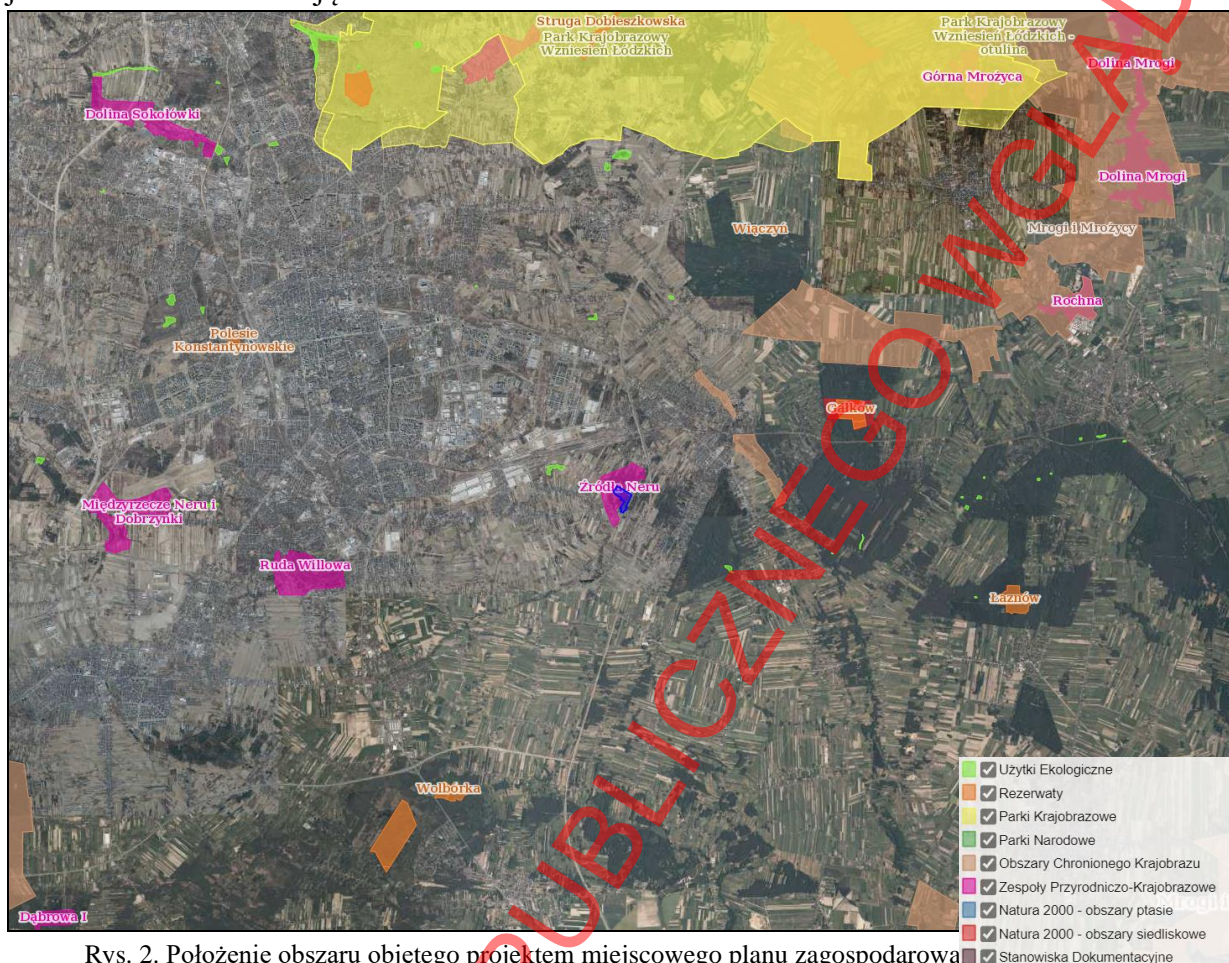 Struga Dobieszkowska
Park Krajobrazowy
Wzniesień Łódzkich
Park Krajobrazowy
Wzniesień Łódzkich -
otulina
Górna Mrożyca
Dolina Mrogi
Dolina Sokołówki
Dolina Mrogi
Wiączyń
Mrogi i Mrożycy
Rochna
Polesie
Konstantynowskie
Gałków
Źródła Neru
Międzyrzecze Neru i
Dobrzynki
Ruda Willowa
Łaznów
Wolbórka
Dąbrowa I
PUBLICZNEGO WGLĄD
Użytki Ekologiczne
Rezerwaty
Parki Krajobrazowe
Parki Narodowe
Obszary Chronionego Krajobrazu
Zespoły Przyrodniczo-Krajobrazowe
Natura 2000 - obszary ptasie
Natura 2000 - obszary siedliskowe
Stanowiska Dokumentacyjne
Rys. 2. Położenie obszaru objętego projektem miejscowego planu zagospodarowa